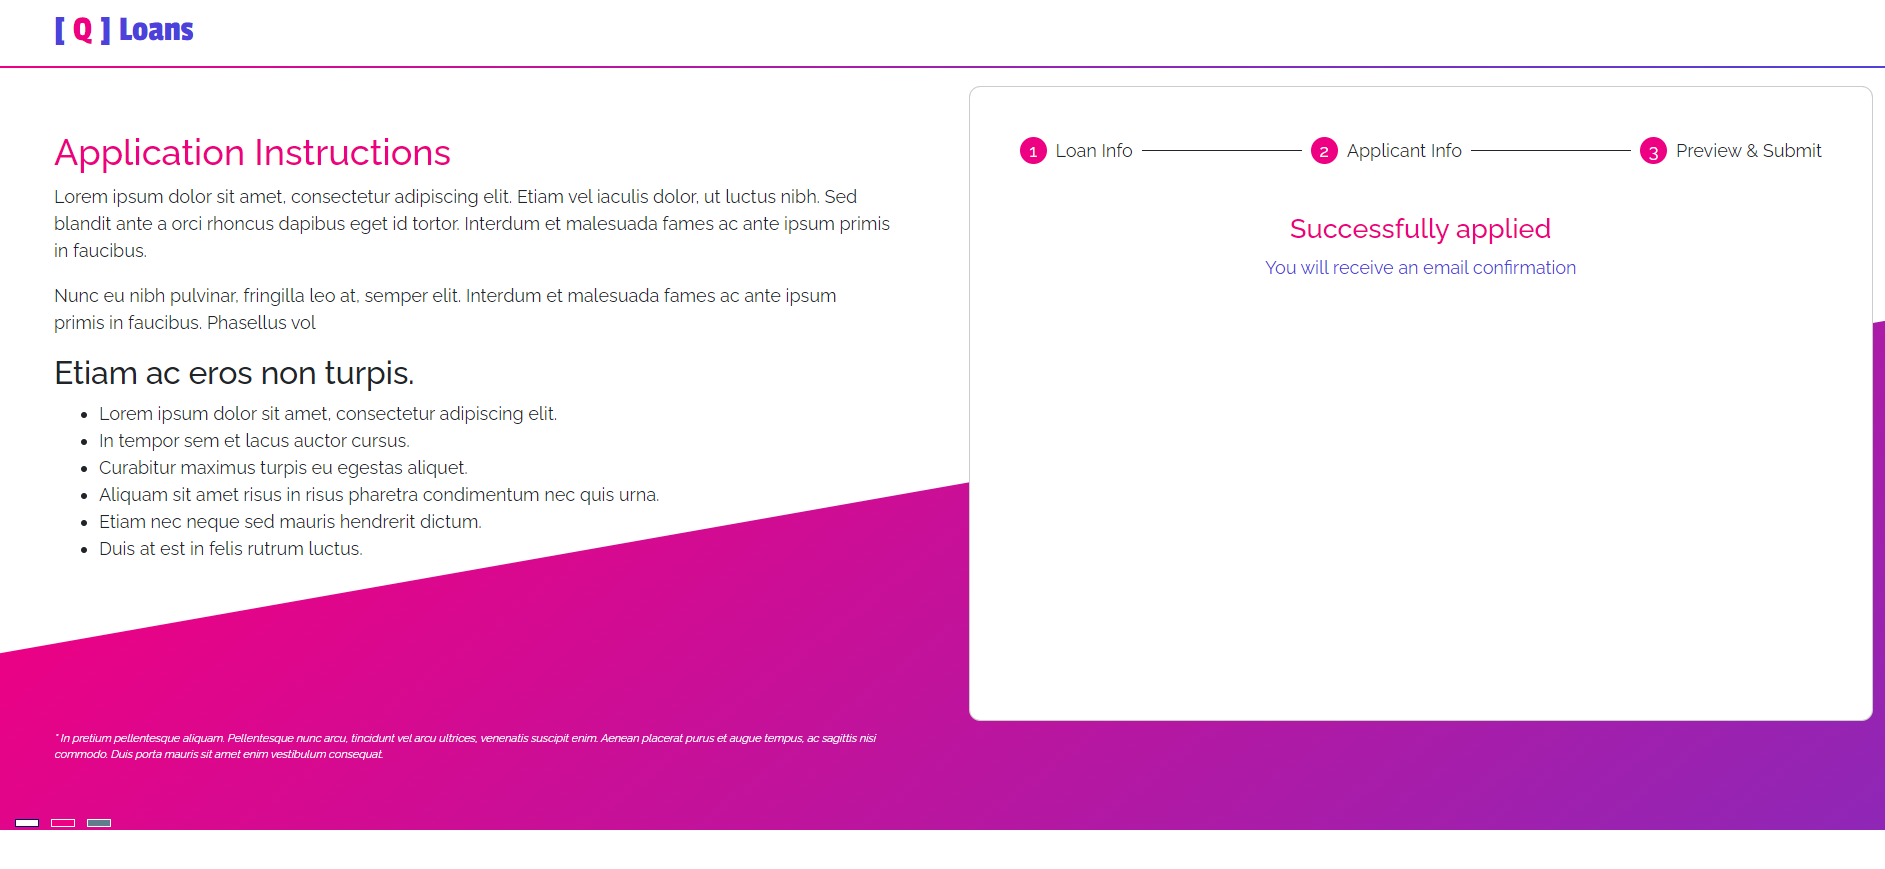 [ Q ] Loans
Application Instructions
Lorem ipsum dolor sit amet, consectetur adipiscing elit. Etiam vel iaculis dolor, ut luctus nibh. Sed
blandit ante a orci rhoncus dapibus eget id tortor. Interdum et malesuada fames ac ante ipsum primis
in faucibus.
Nunc eu nibh pulvinar, fringilla leo at, semper elit. Interdum et malesuada fames ac ante ipsum
primis in faucibus. Phasellus vol
Etiam ac eros non turpis.
• Lorem ipsum dolor sit amet, consectetur adipiscing elit.
• In tempor sem et lacus auctor cursus.
• Curabitur maximus turpis eu egestas aliquet.
• Aliquam sit amet risus in risus pharetra condimentum nec quis urna.
• Etiam nec neque sed mauris hendrerit dictum.
• Duis at est in felis rutrum luctus.
* In pretium pellentesque aliquam. Pellentesque nunc arcu, tincidunt vel arcu ultrices, venenatis suscipit enim. Aenean placerat purus et augue tempus, ac sagittis nisi
commodo. Duis porta mauris sit amet enim vestibulum consequat.
1 Loan Info 2 Applicant Info 3 Preview & Submit
Successfully applied
You will receive an email confirmation